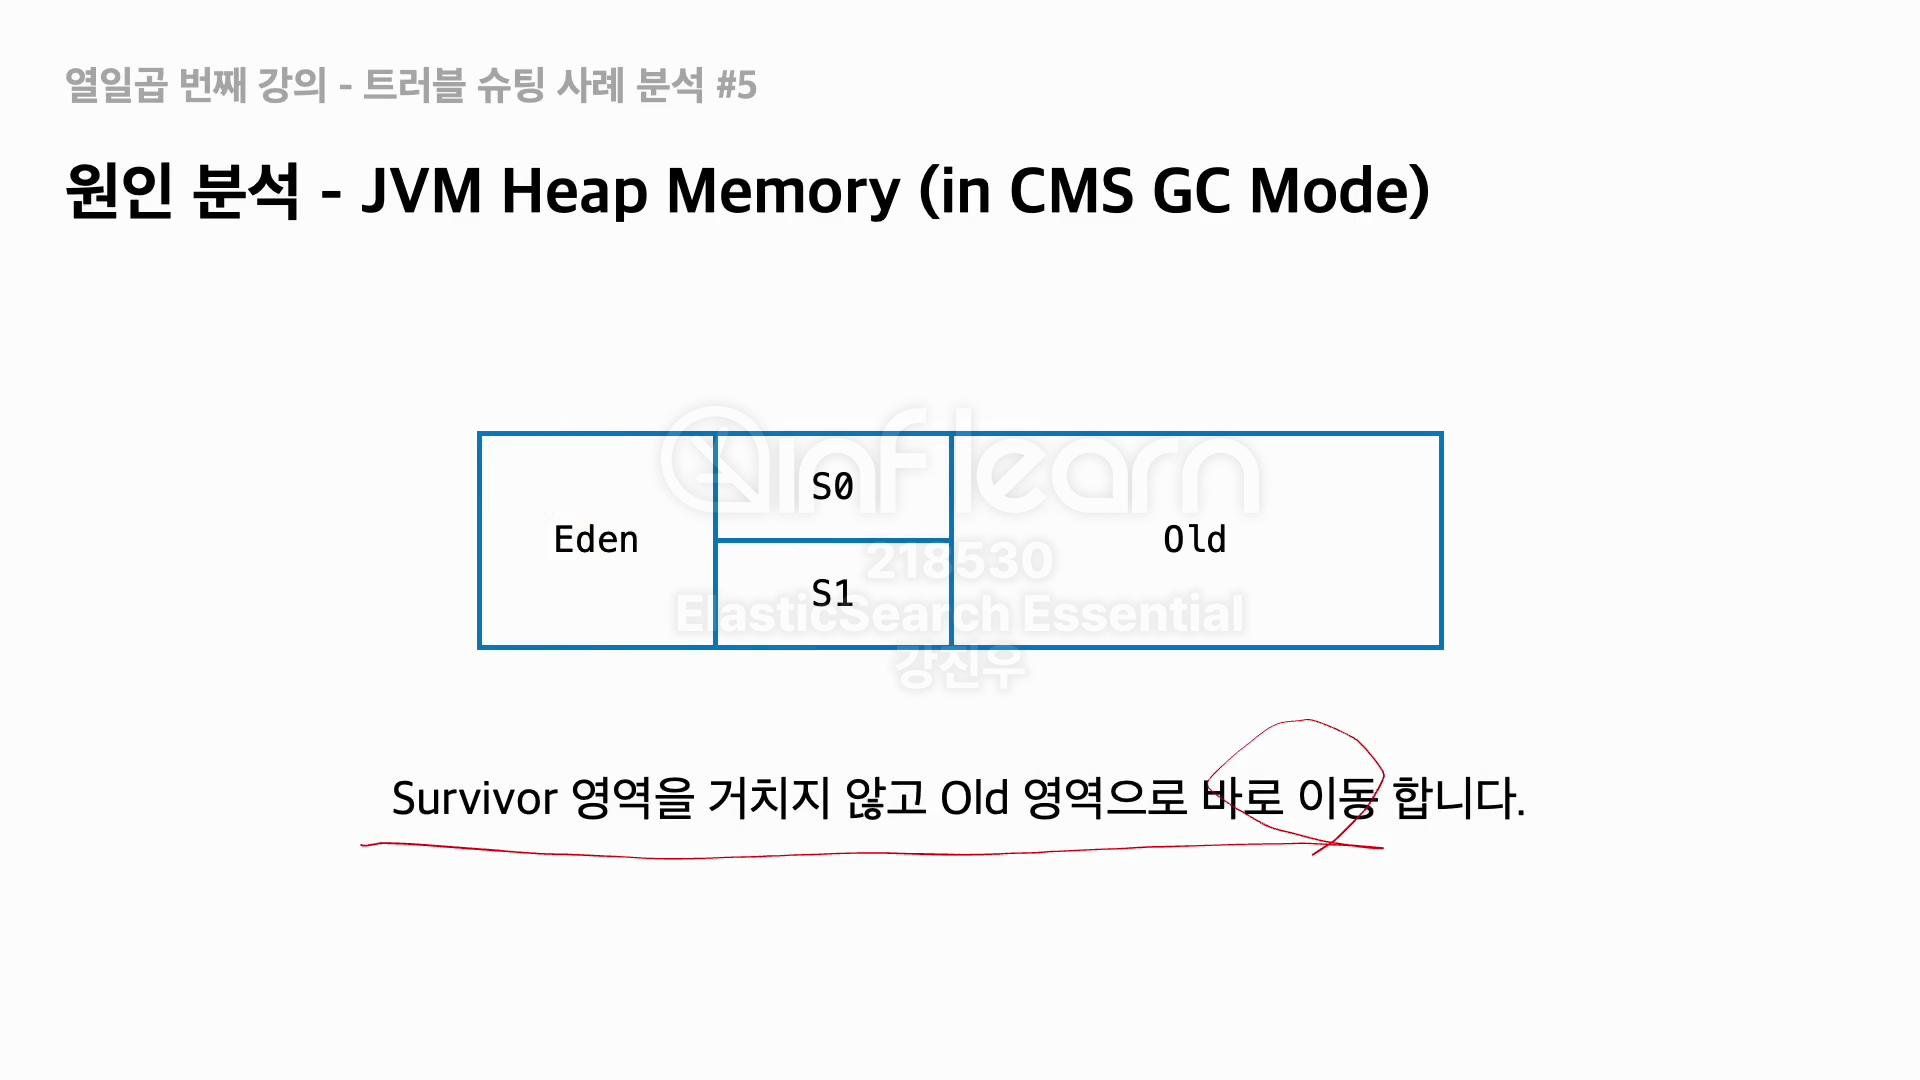 열일곱 번째 강의 - 트러블 슈팅 사례 분석 #5
원인 분석 - JVM Heap Memory (in CMS GC Mode)
inflearn
S0
Eden
Old
218530
S1
ElasticSearch Essential
강진우
Survivor 영역을 거치지 않고 Old 영역으로 바로 이동 합니다.